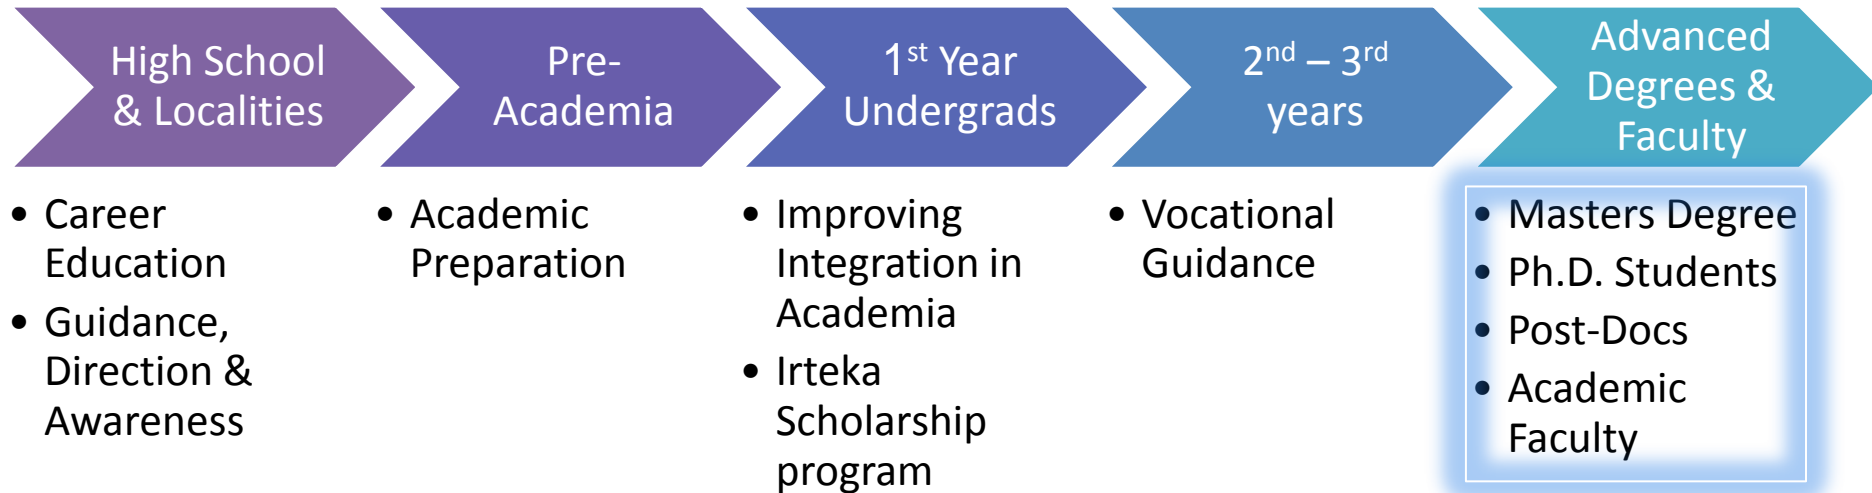 High School
& Localities
• Career
Education
• Guidance,
Direction &
Awareness
Pre-
Academia
• Academic
Preparation
1st Year
Undergrads
• Improving
Integration in
Academia
• Irteka
Scholarship
program
2nd – 3rd
years
• Vocational
Guidance
Advanced
Degrees &
Faculty
• Masters Degree
• Ph.D. Students
• Post-Docs
• Academic
Faculty